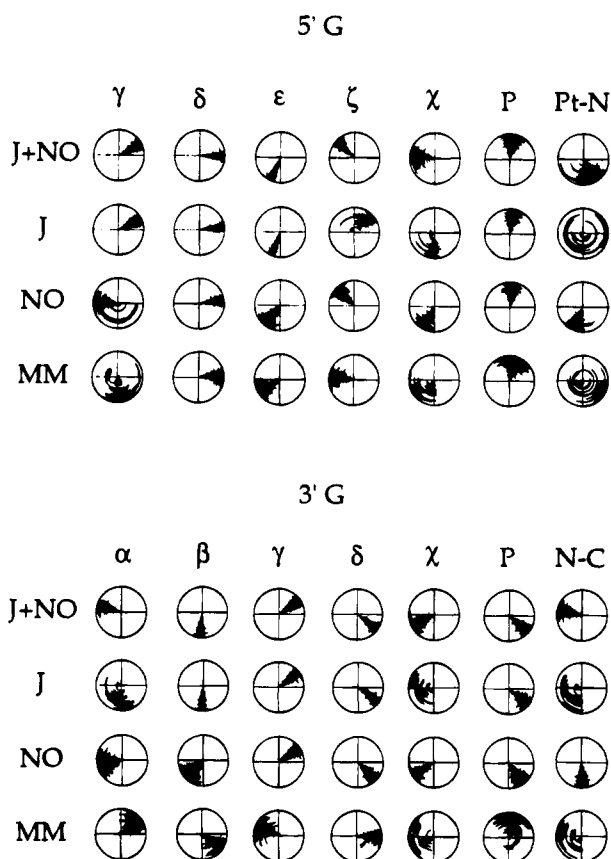 5' G
γ δ ε ζ χ P Pt-N
J+NO
J
NO
MM
3' G
α β γ δ χ P N-C
J+NO
J
NO
MM